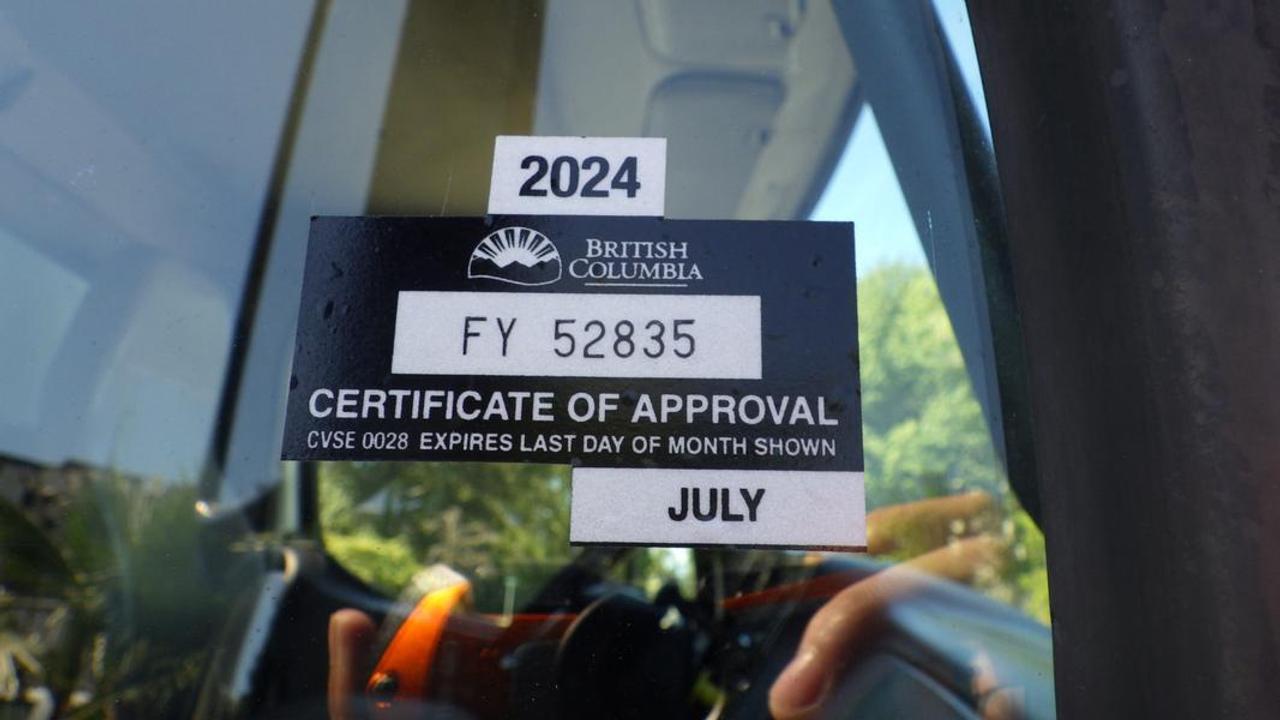 2024
BRITISH
COLUMBIA
FY 52835
CERTIFICATE OF APPROVAL
CVSE 0028 EXPIRES LAST DAY OF MONTH SHOWN
JULY